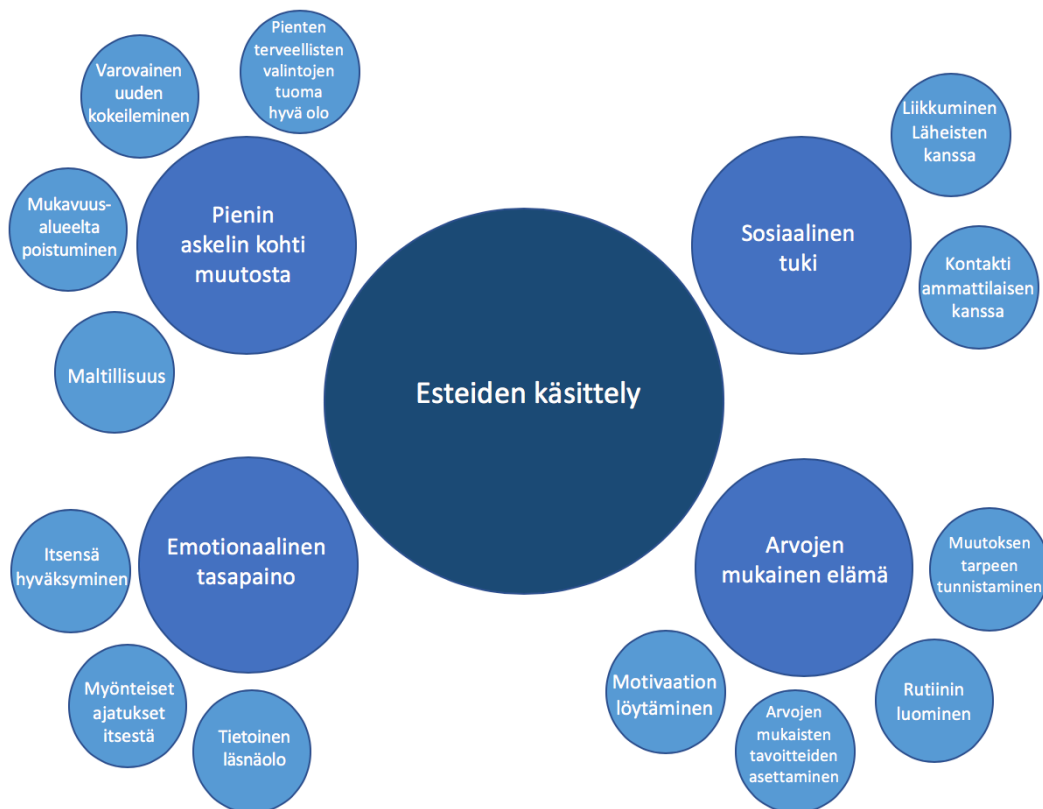 Pienten
terveellisten
valintojen
tuoma
hyvä olo
Varovainen
uuden
kokeileminen
Mukavuus-
alueelta
poistuminen
Maltillisuus
Pienin
askelin kohti
muutosta
Liikkuminen
Läheisten
kanssa
Sosiaalinen
tuki
Kontakti
ammattilaisen
kanssa
Esteiden käsittely
Emotionaalinen
tasapaino
Itsensä
hyväksyminen
Myönteiset
ajatukset
itsestä
Tietoinen
läsnäolo
Arvojen
mukainen elämä
Muutoksen
tarpeen
tunnistaminen
Motivaation
löytäminen
Arvojen
mukaisten
tavoitteiden
asettaminen
Rutiinin
luominen